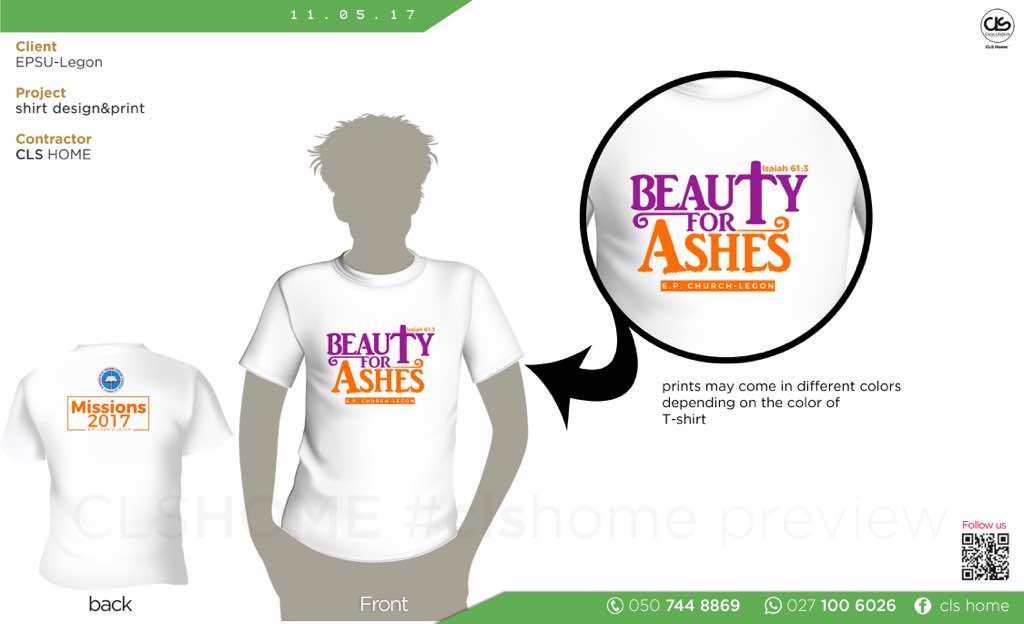 11.05.17
CLS
CLS Home
Client
EPSU-Legon
Project
shirt design&print
Contractor
CLS HOME
Isaiah 61:3
BEAUTY
FOR
ASHES
E.P. CHURCH-LEGON
Isaiah 61:3
BEAUTY
FOR
ASHES
E.P. CHURCH-LEGON
prints may come in different colors
depending on the color of
T-shirt
Missions
2017
E.P. CHURCH-LEGON
CLSHOME #clshome preview
Follow us
back
Front
050 744 8869
027 100 6026
cls home